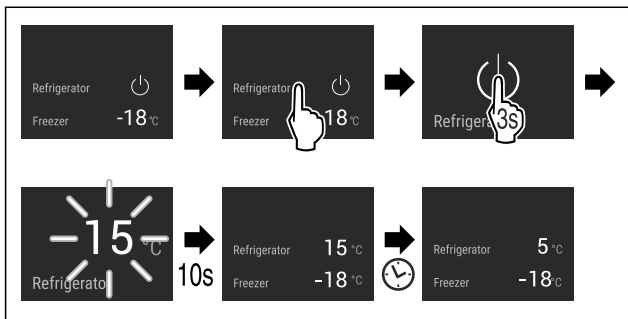 Refrigerator
Freezer -18 °C
Refrigerator
Freezer 18 °C
Refrigera 3s
15 °C
Refrigerato
10s
Refrigerator 15 °C
Freezer -18 °C
Refrigerator 5 °C
Freezer -18 °C